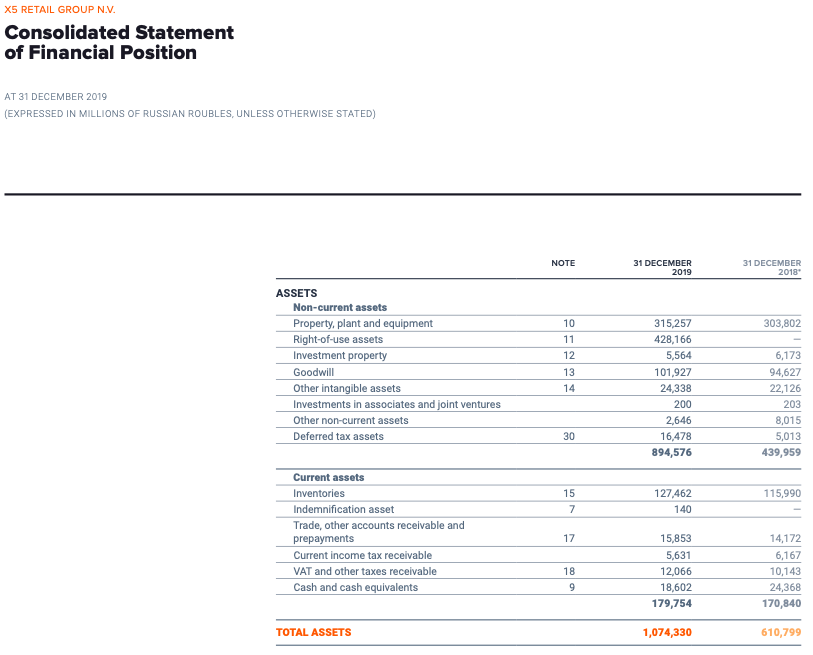 X5 RETAIL GROUP N.V.
Consolidated Statement
of Financial Position
AT 31 DECEMBER 2019
(EXPRESSED IN MILLIONS OF RUSSIAN ROUBLES, UNLESS OTHERWISE STATED)
NOTE 31 DECEMBER 2019 31 DECEMBER 2018*
ASSETS
Non-current assets
Property, plant and equipment 10 315,257 303,802
Right-of-use assets 11 428,166 —
Investment property 12 5,564 6,173
Goodwill 13 101,927 94,627
Other intangible assets 14 24,338 22,126
Investments in associates and joint ventures 200 203
Other non-current assets 2,646 8,015
Deferred tax assets 30 16,478 5,013
894,576 439,959
Current assets
Inventories 15 127,462 115,990
Indemnification asset 7 140 —
Trade, other accounts receivable and
prepayments 17 15,853 14,172
Current income tax receivable 5,631 6,167
VAT and other taxes receivable 18 12,066 10,143
Cash and cash equivalents 9 18,602 24,368
179,754 170,840
TOTAL ASSETS 1,074,330 610,799